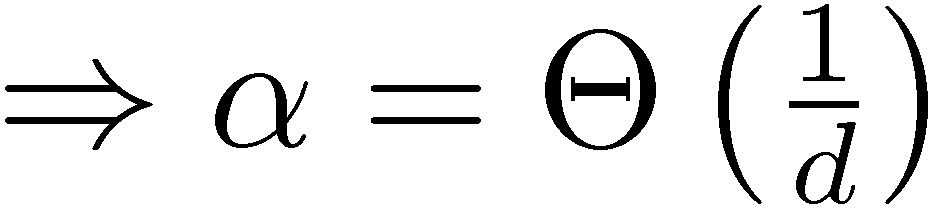 ⇒ α = Θ (1/d)